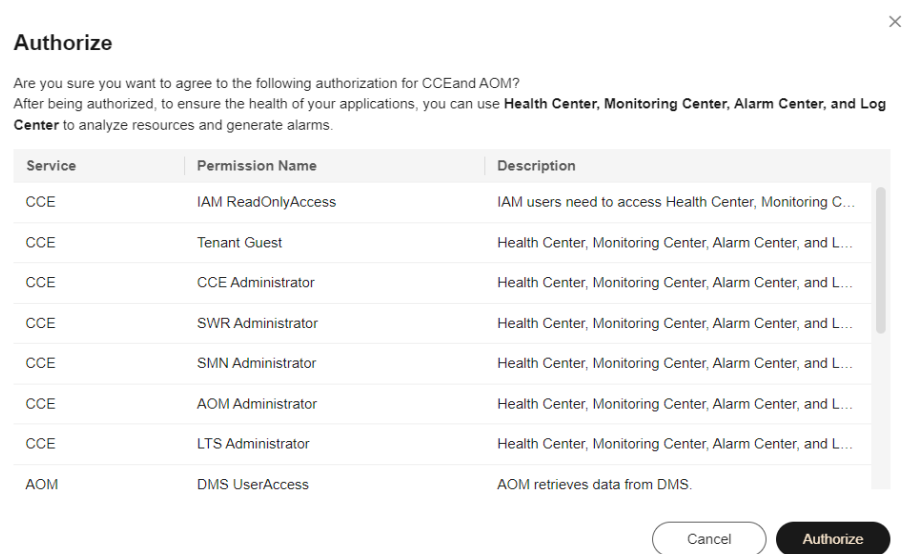 Authorize
Are you sure you want to agree to the following authorization for CCEand AOM?
After being authorized, to ensure the health of your applications, you can use Health Center, Monitoring Center, Alarm Center, and Log
Center to analyze resources and generate alarms.
Service Permission Name Description
CCE IAM ReadOnlyAccess IAM users need to access Health Center, Monitoring C...
CCE Tenant Guest Health Center, Monitoring Center, Alarm Center, and L...
CCE CCE Administrator Health Center, Monitoring Center, Alarm Center, and L...
CCE SWR Administrator Health Center, Monitoring Center, Alarm Center, and L...
CCE SMN Administrator Health Center, Monitoring Center, Alarm Center, and L...
CCE AOM Administrator Health Center, Monitoring Center, Alarm Center, and L...
CCE LTS Administrator Health Center, Monitoring Center, Alarm Center, and L...
AOM DMS UserAccess AOM retrieves data from DMS.
Cancel Authorize